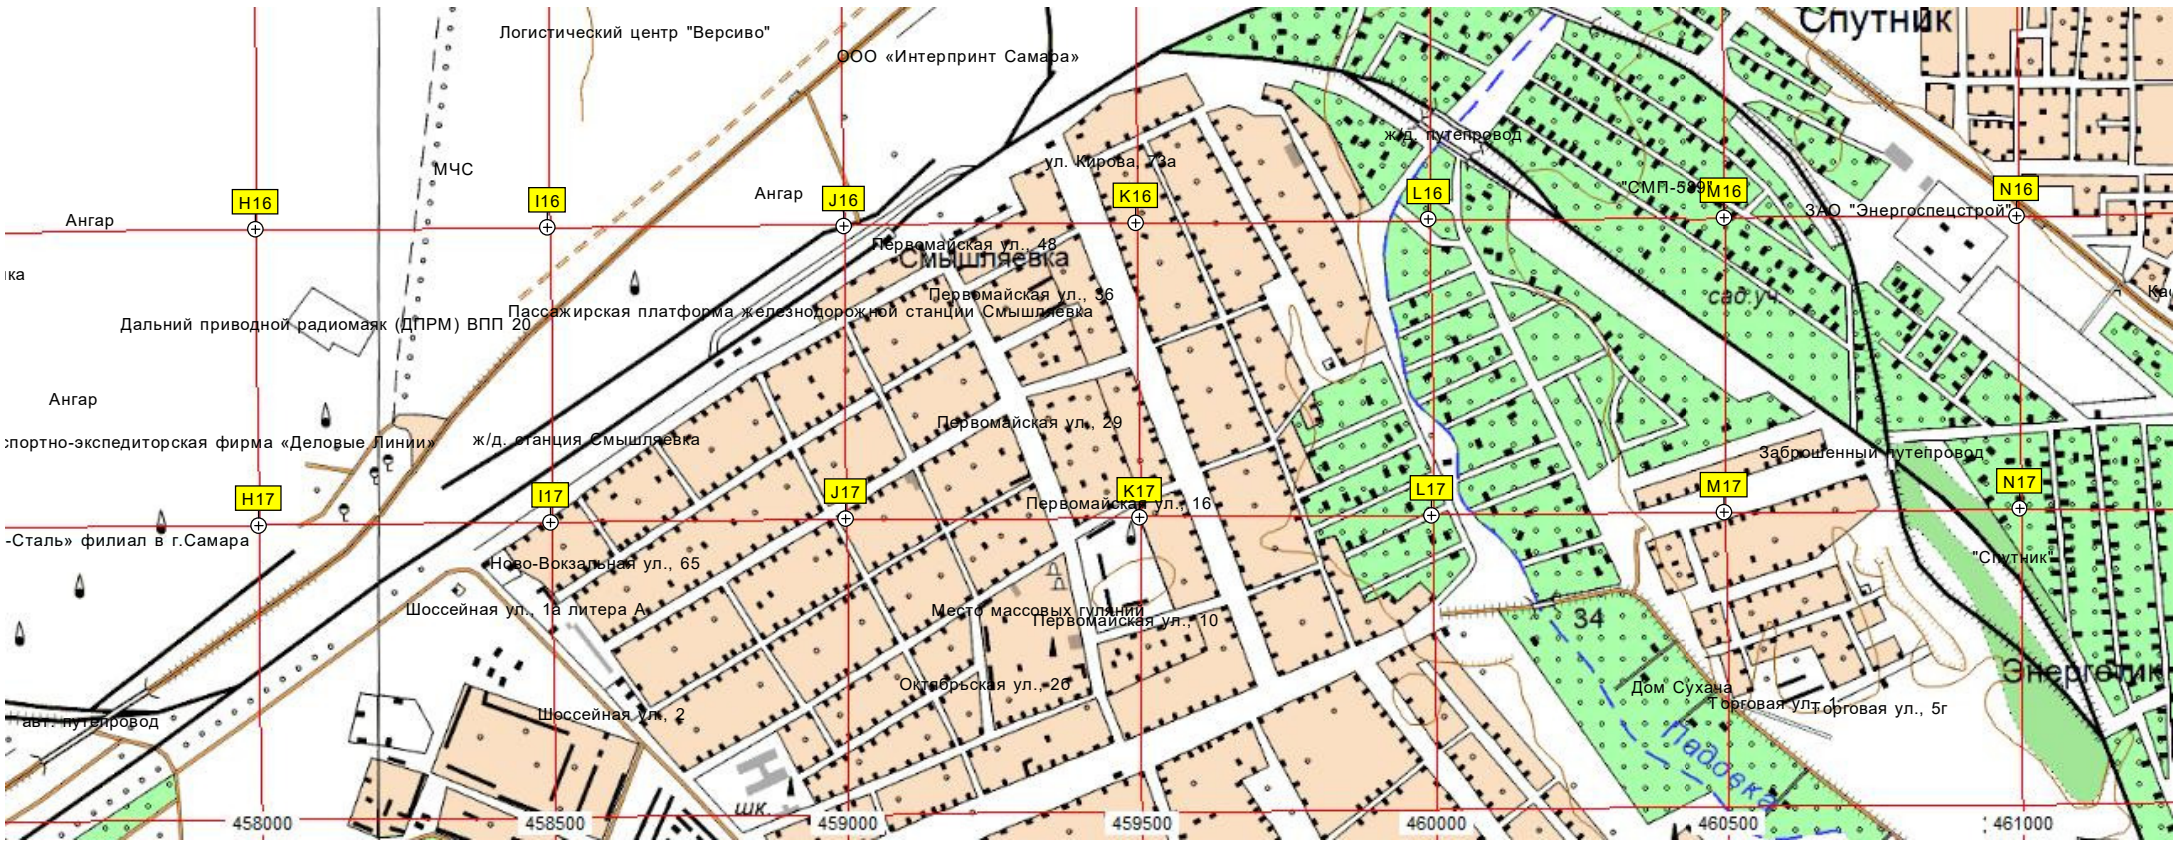 Спутник
Логистический центр "Версиво"
ООО «Интерпринт Самара»
ж/д. путепровод
ул. Кирова, 73а
МЧС
"СМП-589"
H16
I16
Ангар
J16
K16
L16
M16
N16
Ангар
ЗАО "Энергоспецстрой"
Первомайская ул., 48
Смышляевка
Первомайская ул., 36
сад.уч.
Пассажирская платформа железнодорожной станции Смышляевка
Дальний приводной радиомаяк (ДПРМ) ВПП 20
Ангар
Первомайская ул., 29
спортно-экспедиторская фирма «Деловые Линии»
ж/д. станция Смышляевка
Заброшенный путепровод
H17
I17
J17
K17
L17
M17
N17
Первомайская ул., 16
-Сталь» филиал в г.Самара
"Спутник"
Ново-Вокзальная ул., 65
Шоссейная ул., 1а литера А
Место массовых гуляний
Первомайская ул., 10
34
Энергетик
Октябрьская ул., 26
Дом Сухача
Торговая ул., 1
Торговая ул., 5г
Шоссейная ул., 2
авт. путепровод
Падовка
шк.
458000
458500
459000
459500
460000
460500
461000